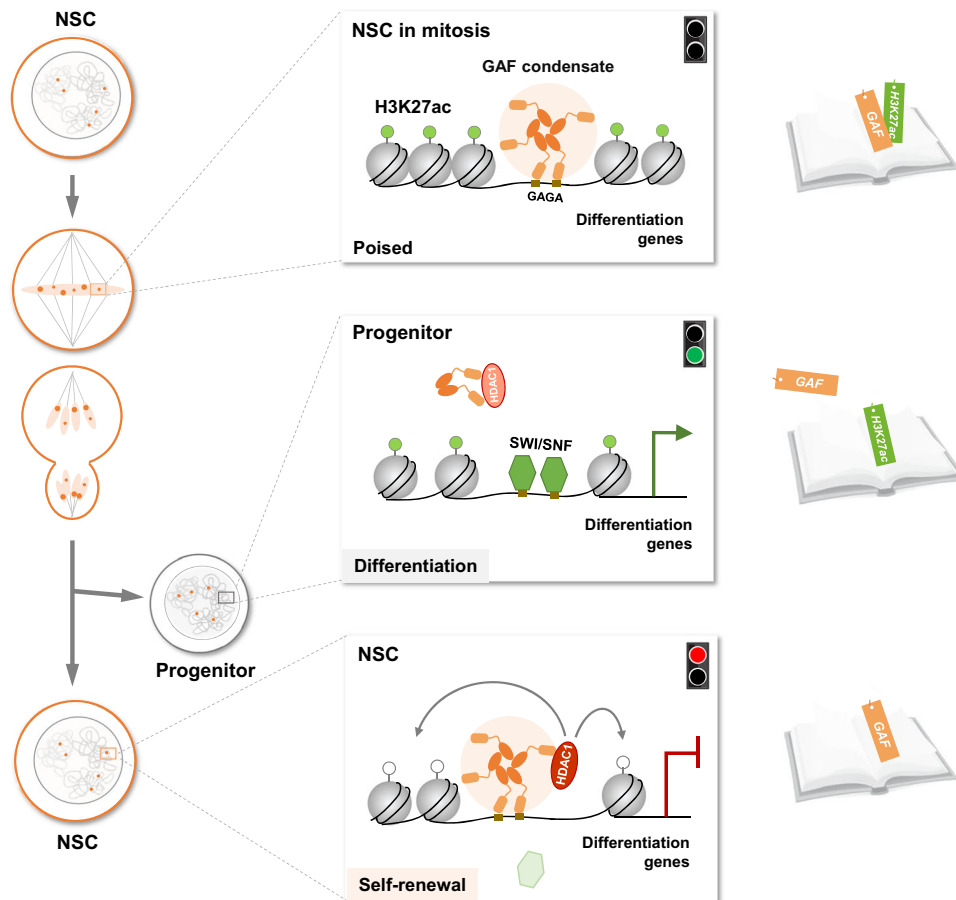 NSC
NSC in mitosis
GAF condensate
H3K27ac
GAGA
Differentiation
genes
Poised
GAF
H3K27ac
Progenitor
HDAC1
SWI/SNF
Differentiation
genes
Differentiation
GAF
H3K27ac
Progenitor
NSC
NSC
HDAC1
Differentiation
genes
Self-renewal
GAF